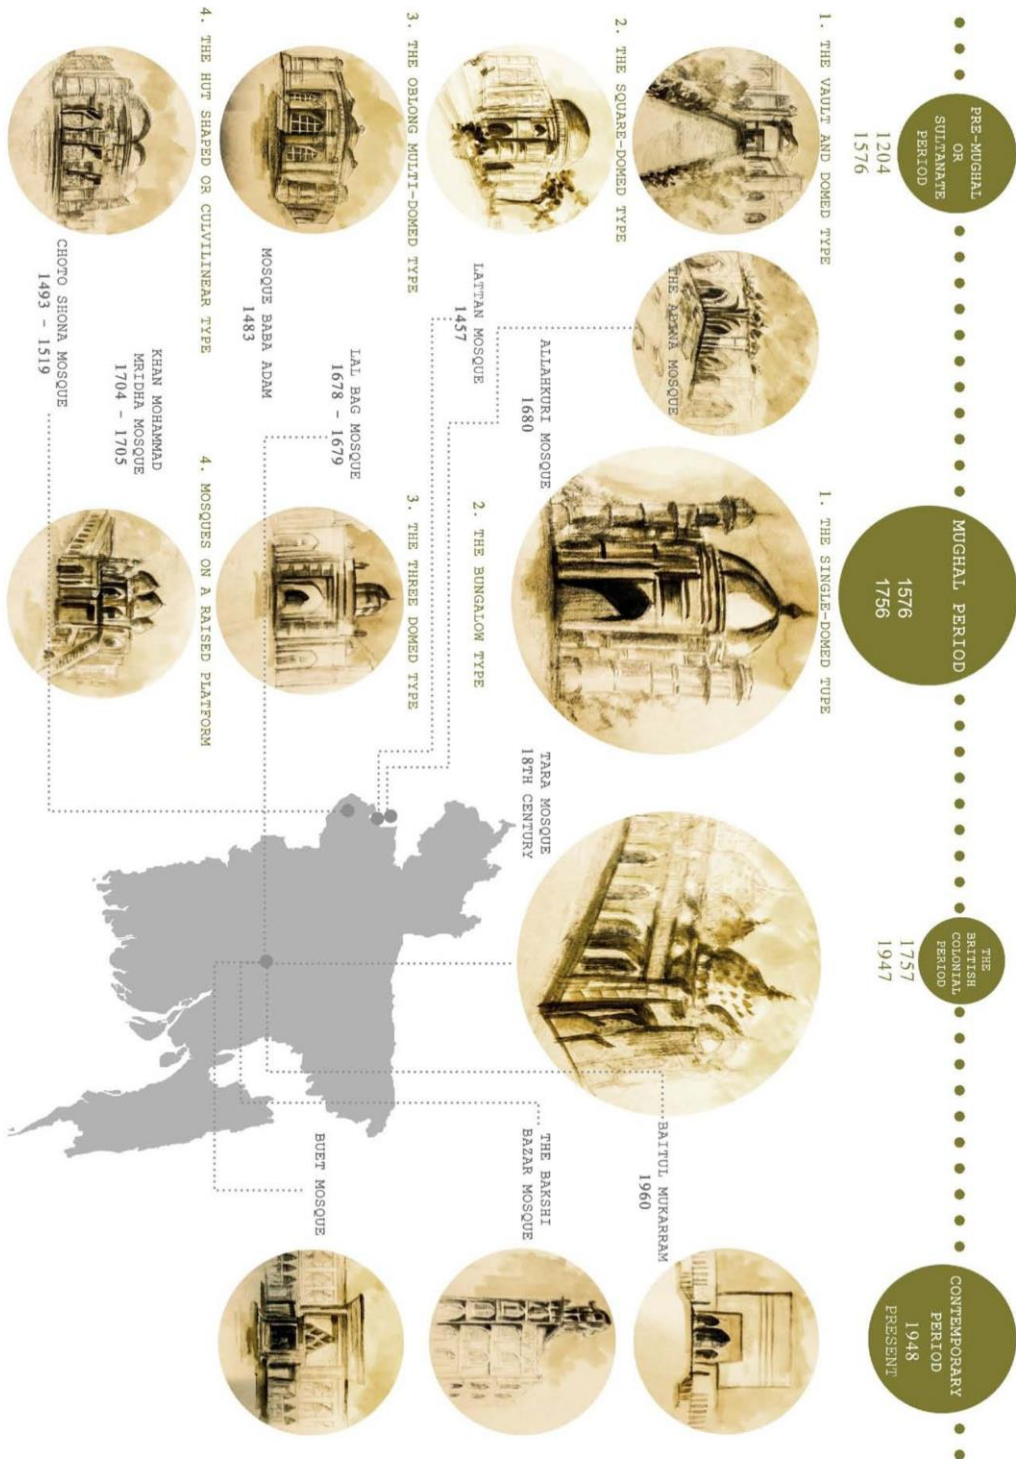 PRE-MUGHAL
OR
SULTANATE
PERIOD
1204
1576
1. THE VAULT AND DOMED TYPE
THE ADINA MOSQUE
2. THE SQUARE-DOMED TYPE
LATTAN MOSQUE
1457
3. THE OBLONG MULTI-DOMED TYPE
MOSQUE BABA ADAM
1483
4. THE HUT SHAPED OR CULVILINEAR TYPE
CHOTO SHONA MOSQUE
1493 - 1519
MUGHAL PERIOD
1576
1756
1. THE SINGLE-DOMED TUPE
ALLAHKURI MOSQUE
1680
2. THE BUNGALOW TYPE
3. THE THREE DOMED TYPE
LAL BAG MOSQUE
1678 - 1679
4. MOSQUES ON A RAISED PLATFORM
KHAN MOHAMMAD
MRIDHA MOSQUE
1704 - 1705
THE
BRITISH
COLONIAL
PERIOD
1757
1947
TARA MOSQUE
18TH CENTURY
CONTEMPORARY
PERIOD
1948
PRESENT
BAITUL MUKARRAM
1960
THE BAKSHI
BAZAR MOSQUE
BUET MOSQUE